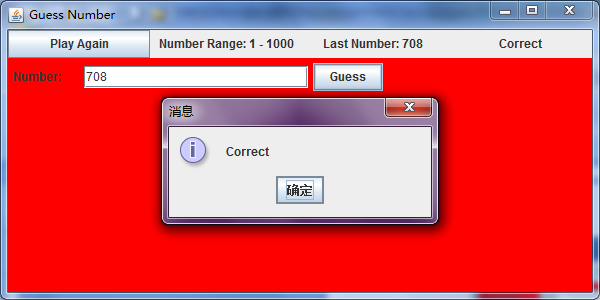 Guess Number
Play Again Number Range: 1 - 1000 Last Number: 708 Correct
Number: 708 Guess
消息
Correct
确定